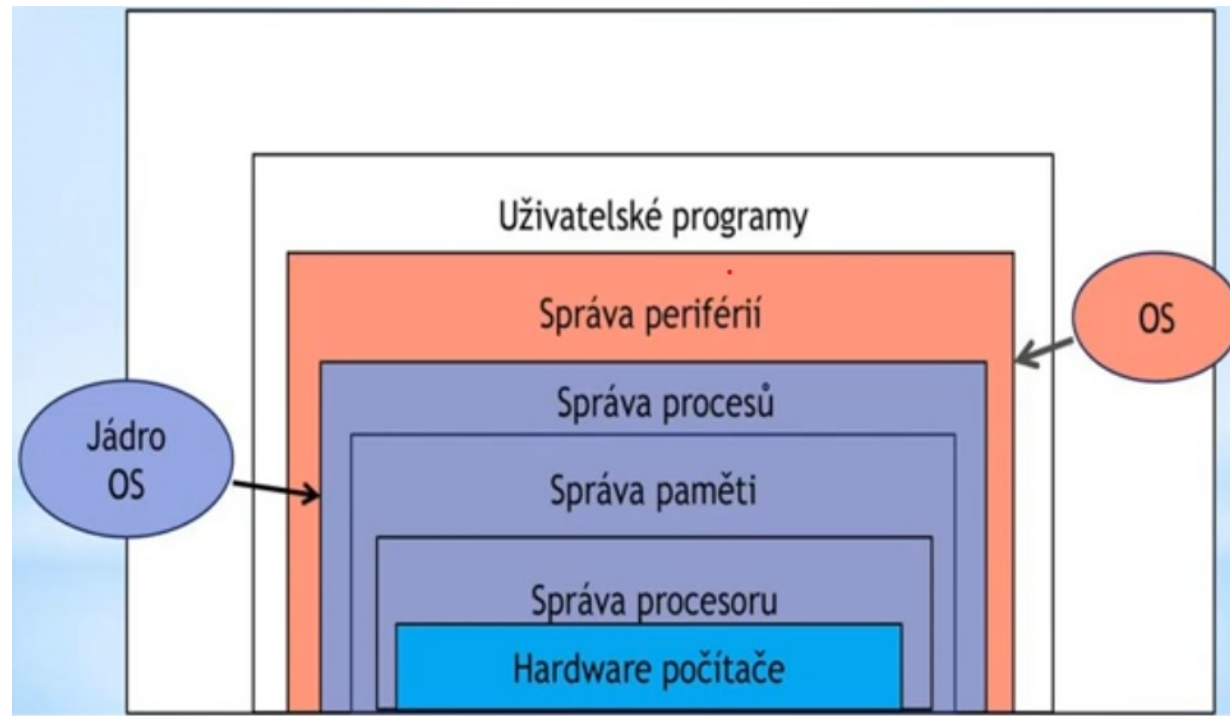 Uživatelské programy
Správa periférií
OS
Správa procesů
Jádro
OS
Správa paměti
Správa procesoru
Hardware počítače